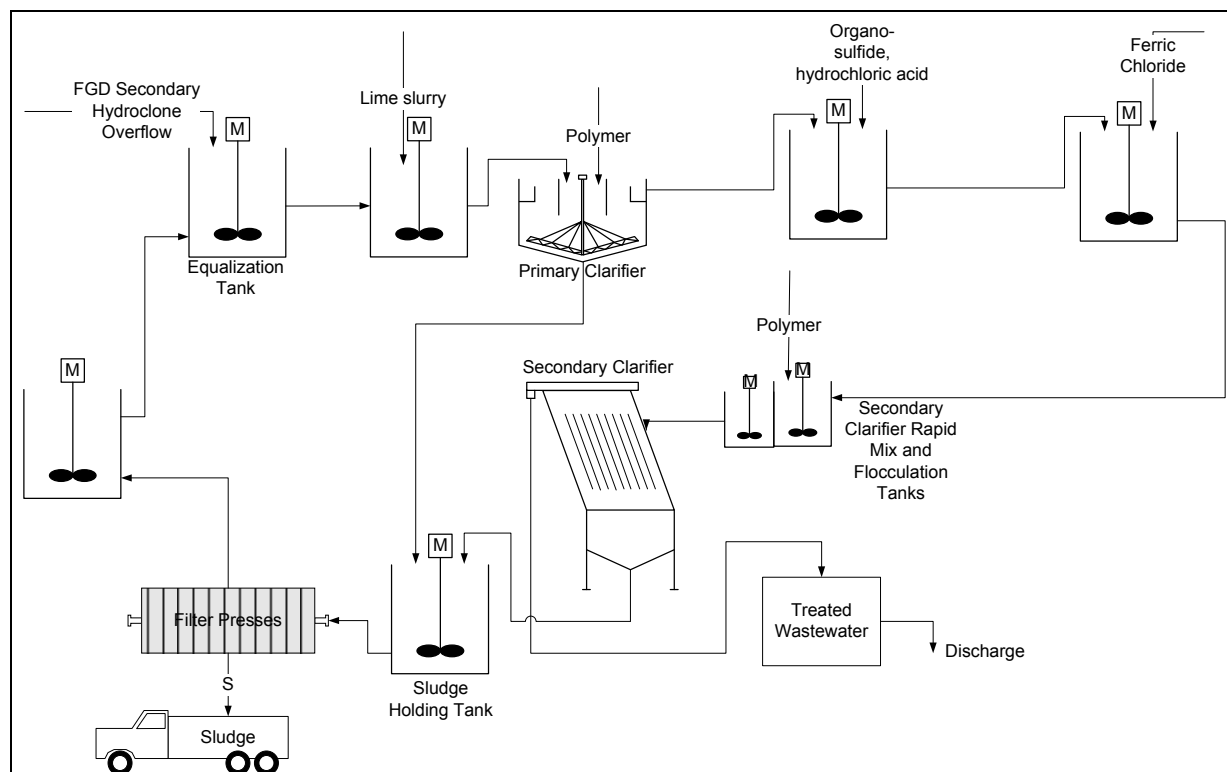 FGD Secondary
Hydroclone
Overflow
M
Equalization
Tank
Lime slurry
M
Polymer
Primary Clarifier
Organo-
sulfide,
hydrochloric acid
M
Ferric
Chloride
M
Polymer
M
M
Secondary
Clarifier Rapid
Mix and
Flocculation
Tanks
Secondary Clarifier
M
M
Sludge
Holding Tank
Treated
Wastewater
Discharge
Filter Presses
S
Sludge